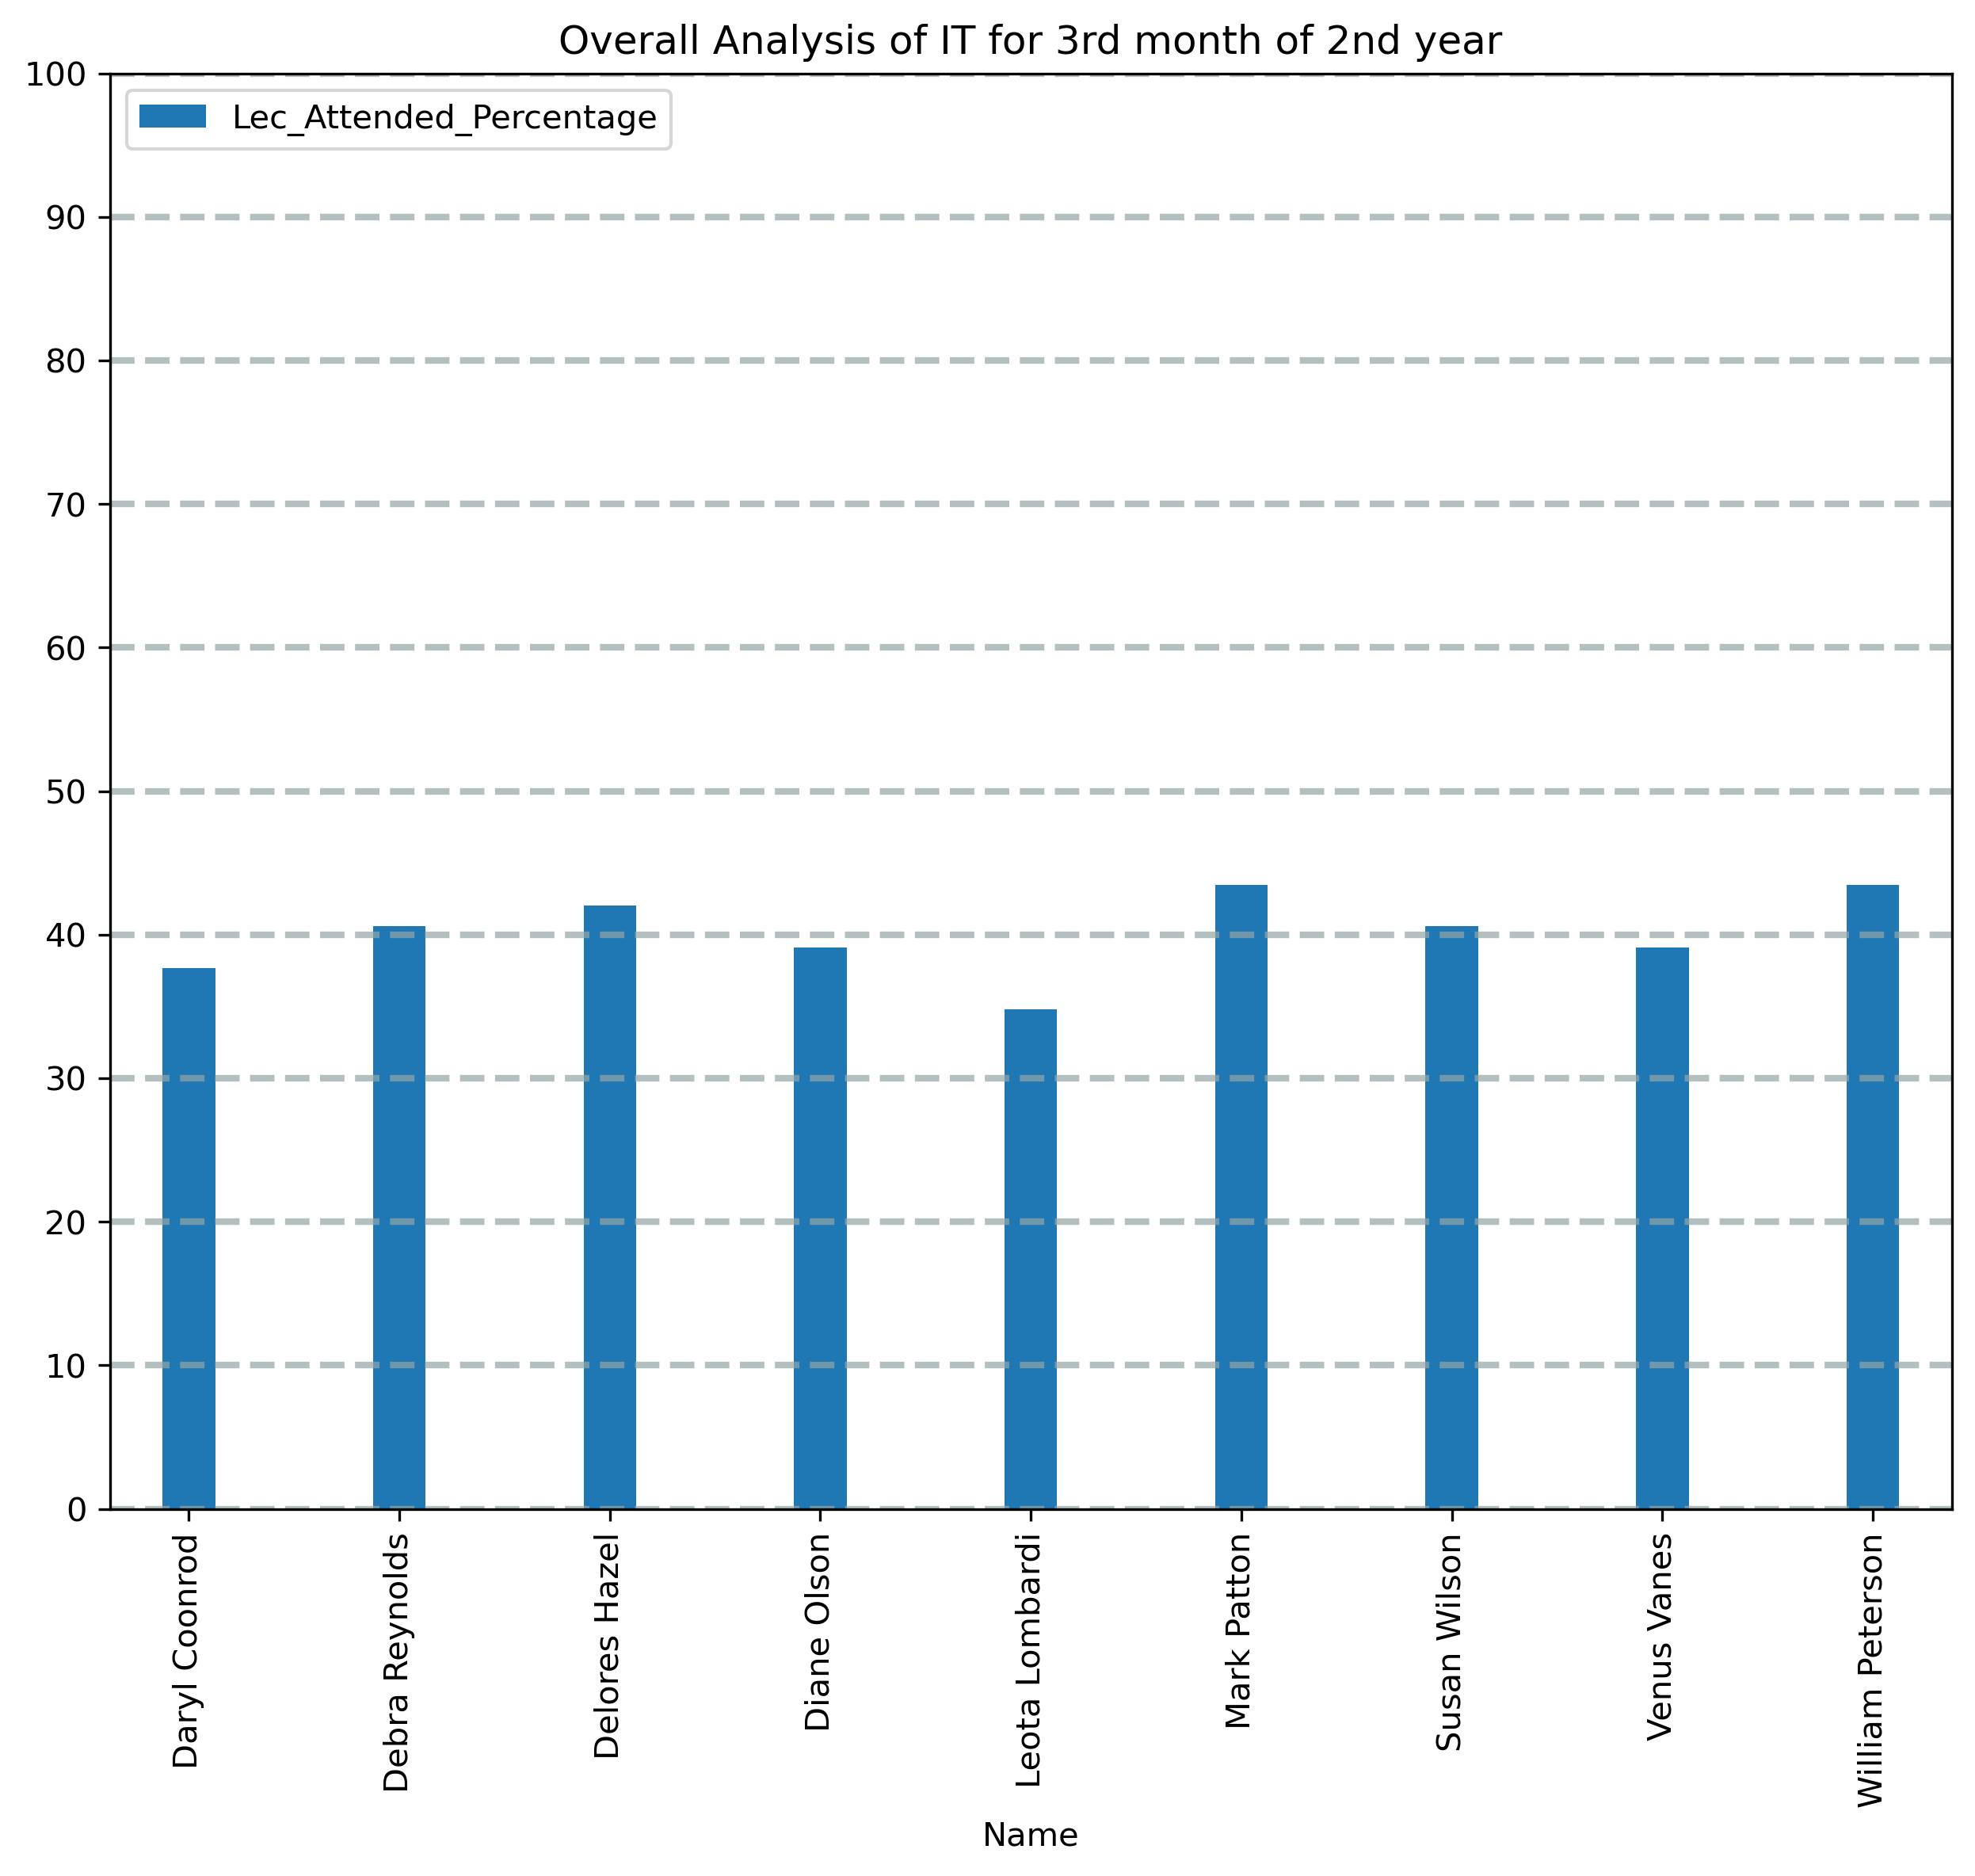 Overall Analysis of IT for 3rd month of 2nd year
Lec_Attended_Percentage
100
90
80
70
60
50
40
30
20
10
0
Daryl Coonrod
Debra Reynolds
Delores Hazel
Diane Olson
Leota Lombardi
Mark Patton
Susan Wilson
Venus Vanes
William Peterson
Name